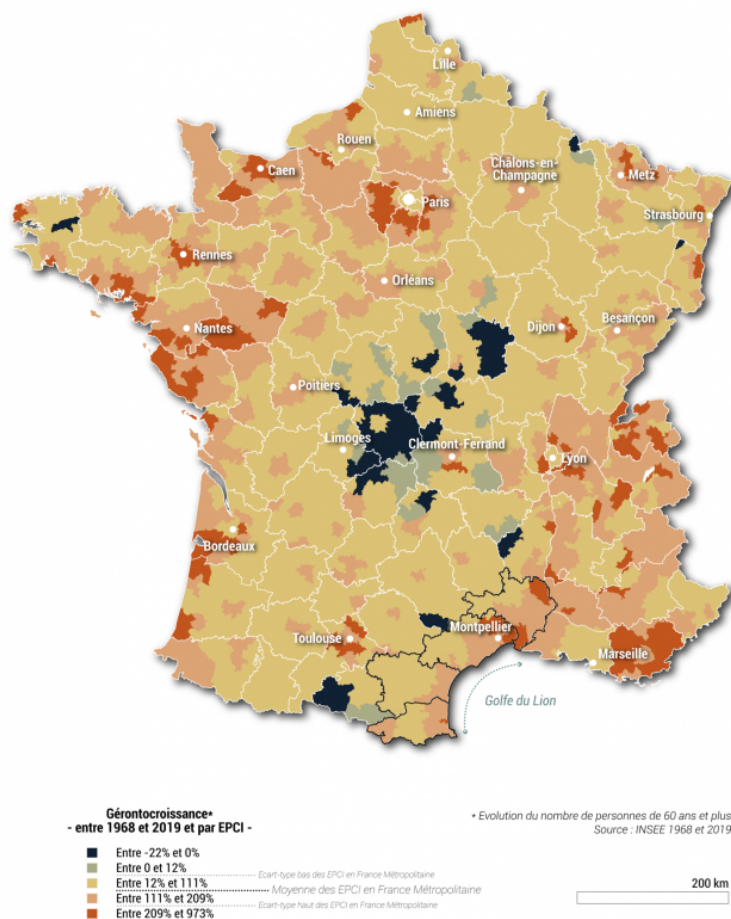 Lille
Amiens
Rouen
Caen
Châlons-en-
Champagne
Metz
Paris
Strasbourg
Rennes
Orléans
Nantes
Dijon
Besançon
Poitiers
Limoges
Clermont-Ferrand
Lyon
Bordeaux
Toulouse
Montpellier
Marseille
Golfe du Lion
Gérontocroissance*
- entre 1968 et 2019 et par EPCI -
* Evolution du nombre de personnes de 60 ans et plus
Source : INSEE 1968 et 2019
Entre -22% et 0%
Entre 0 et 12%
Ecart-type bas des EPCI en France Métropolitaine
Entre 12% et 111%
Moyenne des EPCI en France Métropolitaine
Entre 111% et 209%
Ecart-type Haut des EPCI en France Métropolitaine
Entre 209% et 973%
200 km